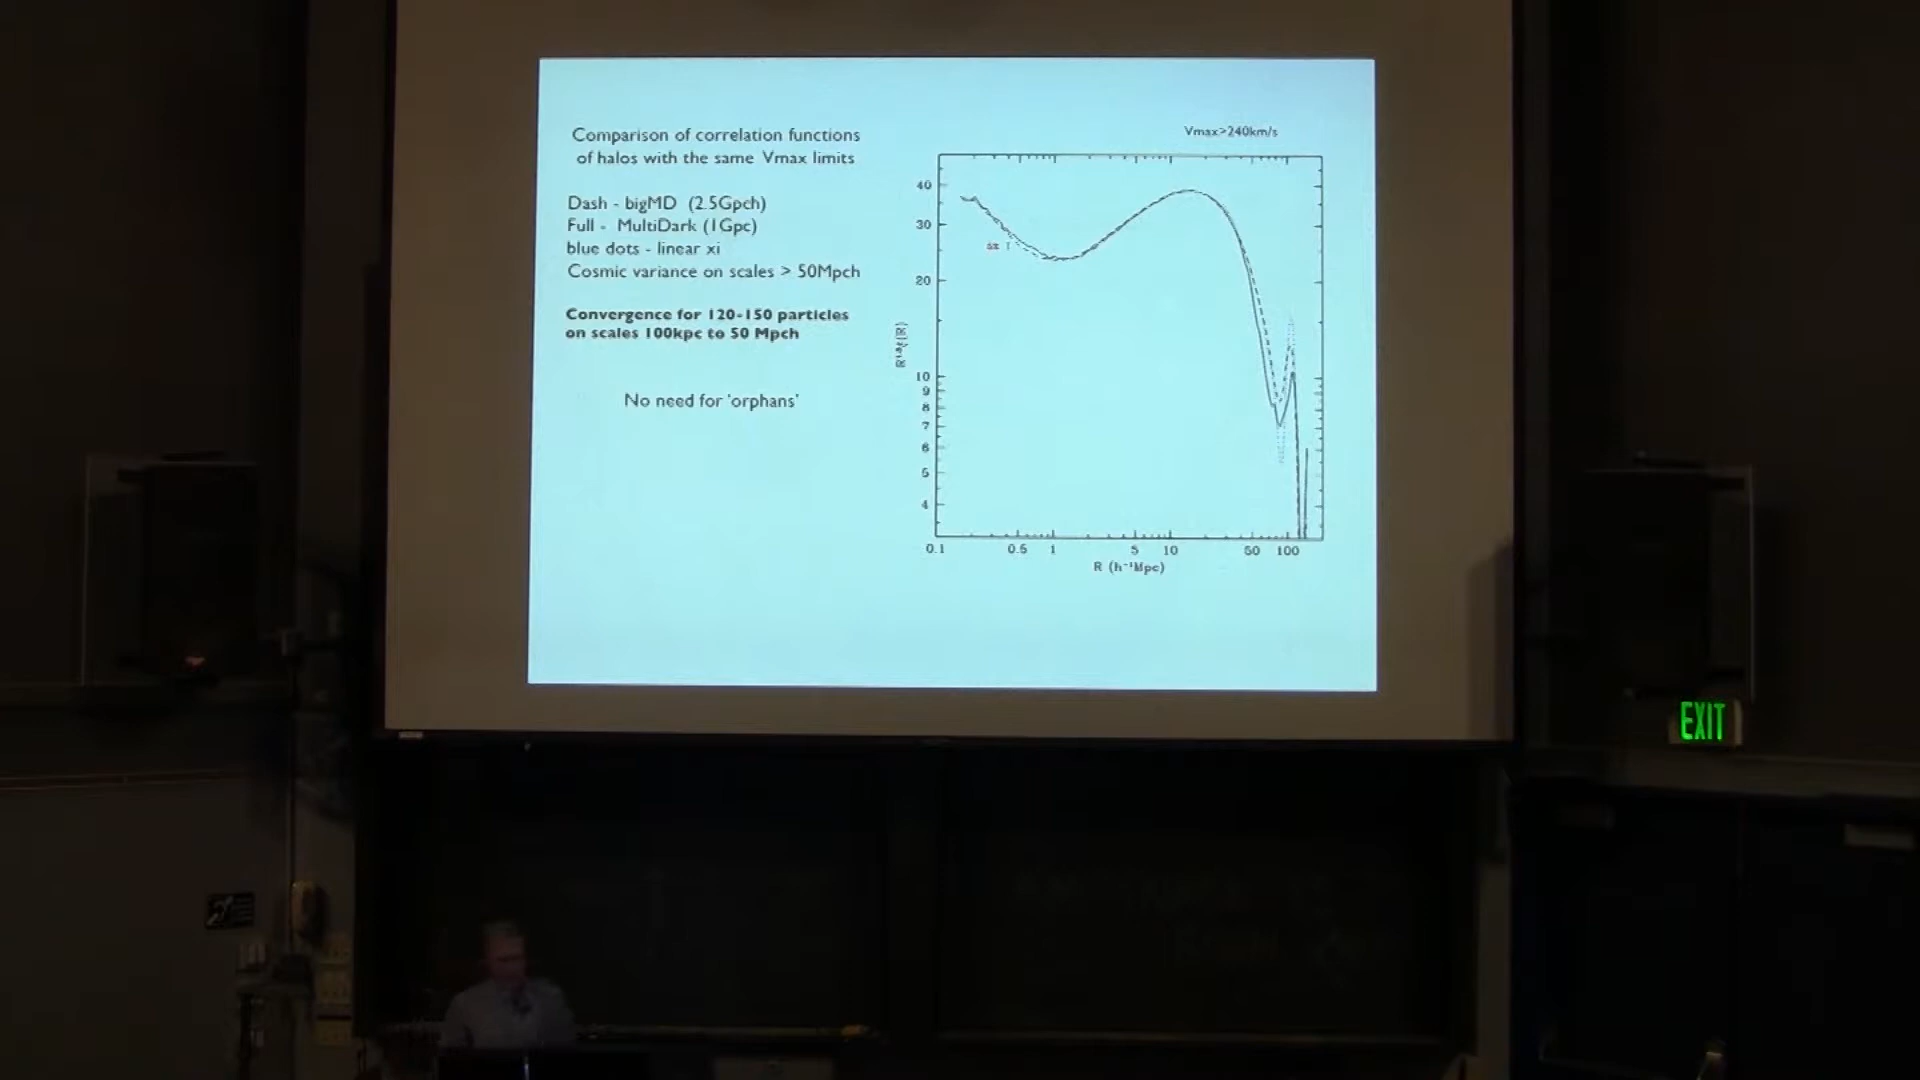 Comparison of correlation functions
of halos with the same Vmax limits
Dash - bigMD (2.5Gpch)
Full - MultiDark (1Gpc)
blue dots - linear xi
Cosmic variance on scales > 50Mpch
Convergence for 120-150 particles
on scales 100kpc to 50 Mpch
No need for 'orphans'
Vmax>240km/s
40
30
20
10
9
8
7
6
5
4
0.1 0.5 1 5 10 50 100
R (h⁻¹Mpc)
EXIT